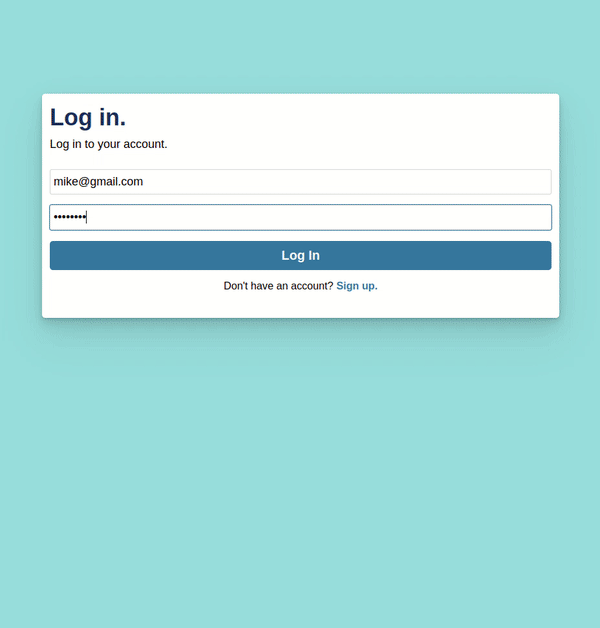 Log in.
Log in to your account.
mike@gmail.com
••••••••
Log In
Don't have an account? Sign up.